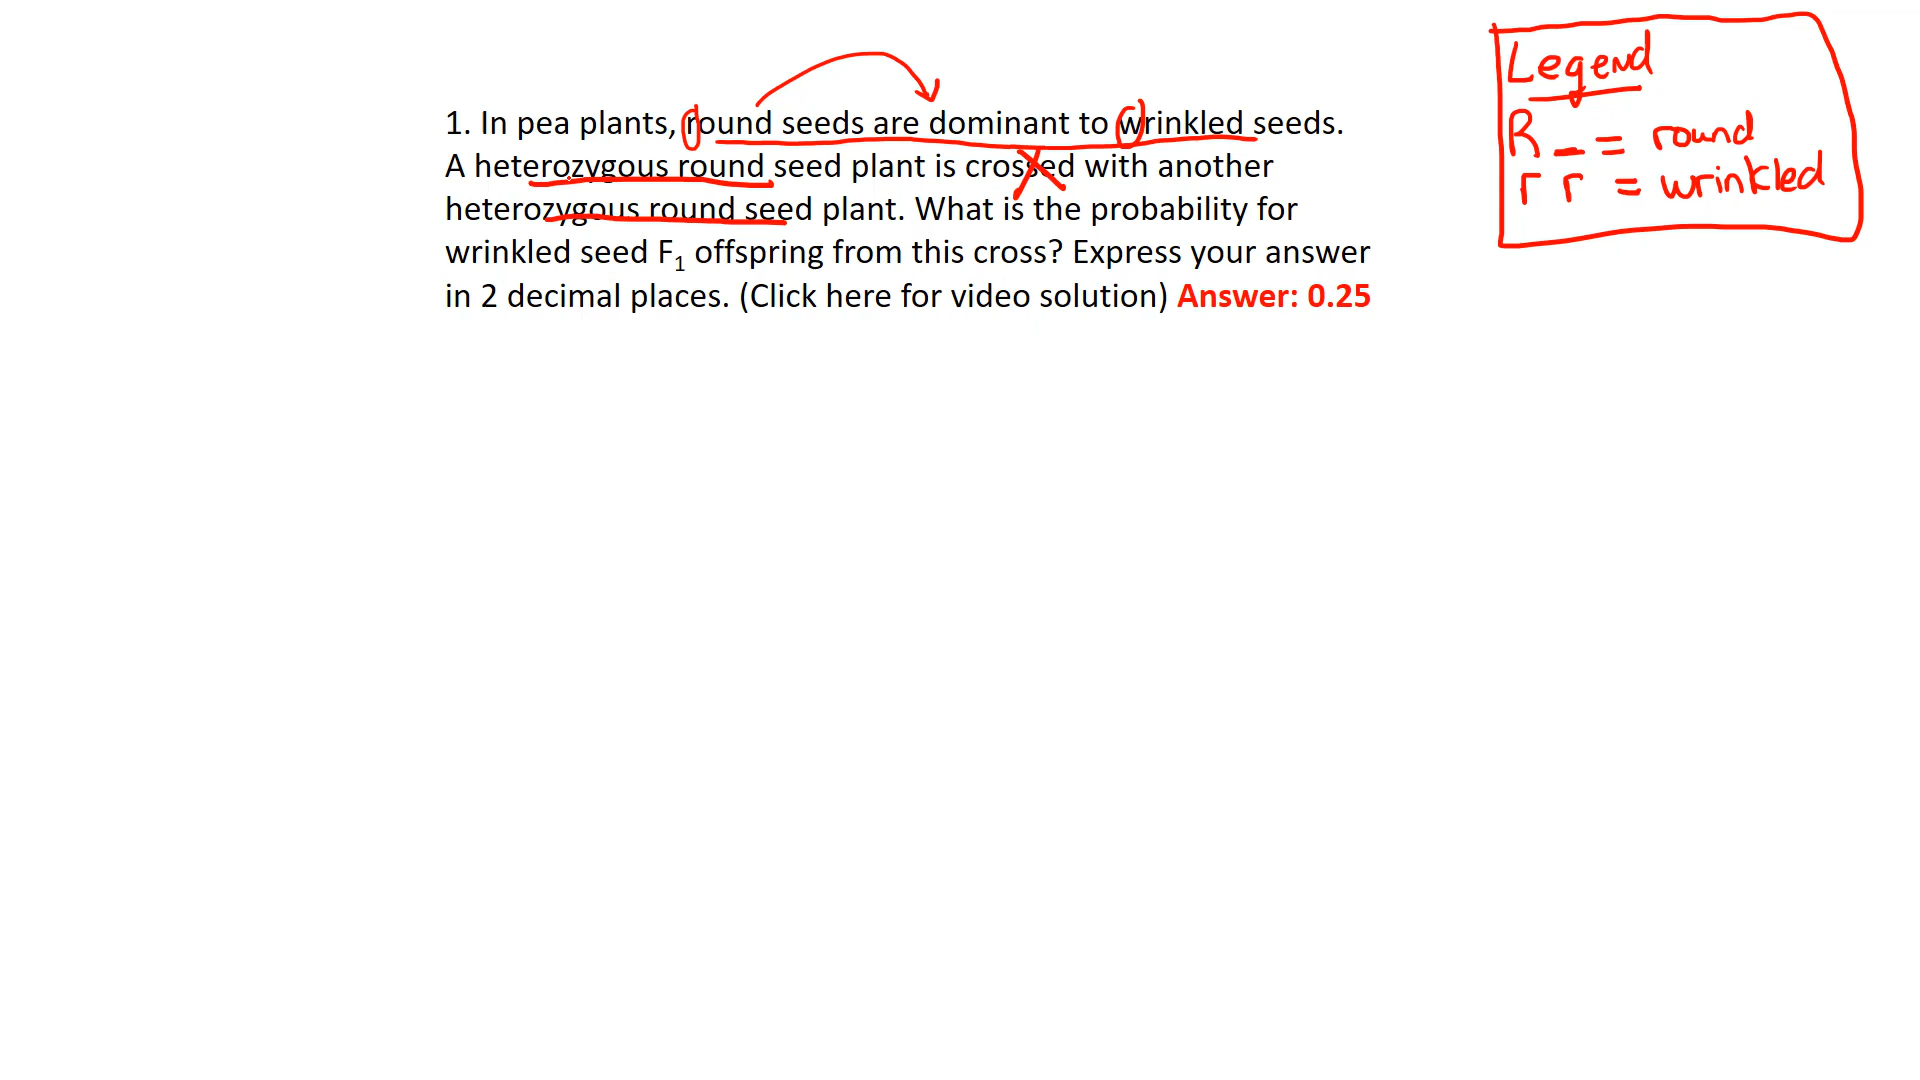 1. In pea plants, round seeds are dominant to wrinkled seeds.
A heterozygous round seed plant is crossed with another
heterozygous round seed plant. What is the probability for
wrinkled seed F₁ offspring from this cross? Express your answer
in 2 decimal places. (Click here for video solution) Answer: 0.25
Legend
R _ = round
r r = wrinkled